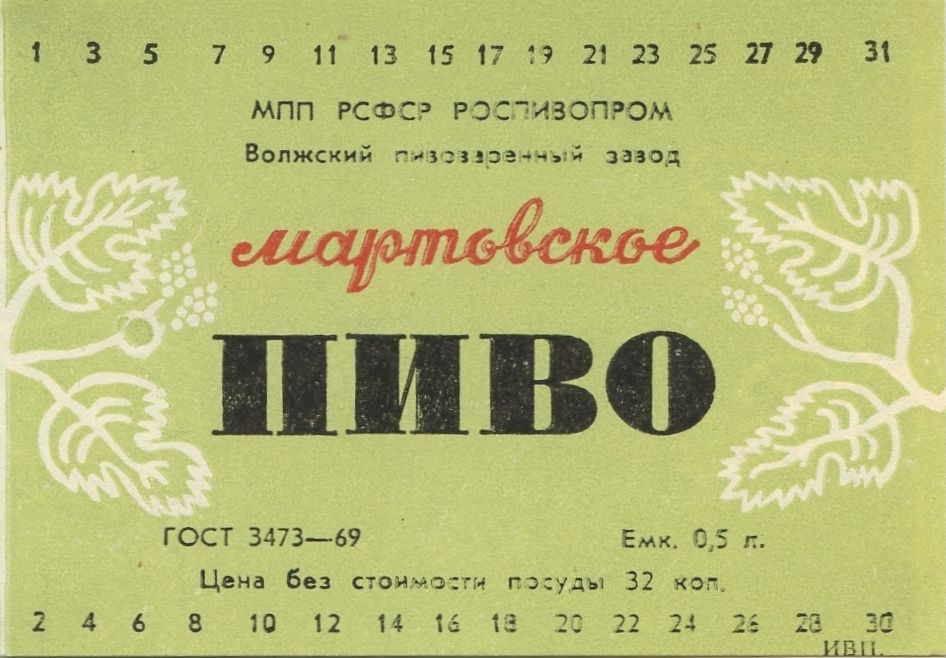 1 3 5 7 9 11 13 15 17 19 21 23 25 27 29 31
МПП РСФСР РОСПИВОПРОМ
Волжский пивоваренный завод
мартовское
ПИВО
ГОСТ 3473—69 Емк. 0,5 л.
Цена без стоимости посуды 32 коп.
2 4 6 8 10 12 14 16 18 20 22 24 26 28 30
ИВП.